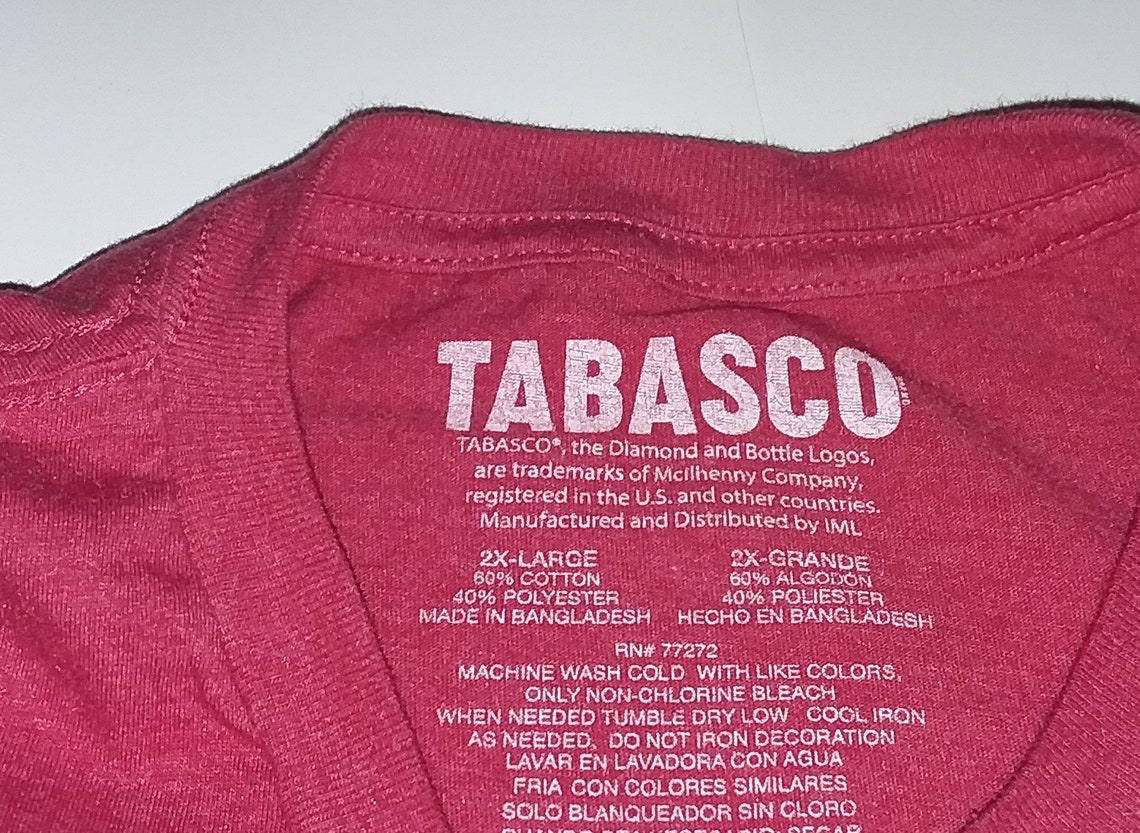 TABASCO
TABASCO®, the Diamond and Bottle Logos,
are trademarks of McIlhenny Company,
registered in the U.S. and other countries.
Manufactured and Distributed by IML
2X-LARGE 2X-GRANDE
60% COTTON 60% ALGODÓN
40% POLYESTER 40% POLIESTER
MADE IN BANGLADESH HECHO EN BANGLADESH
RN# 77272
MACHINE WASH COLD WITH LIKE COLORS,
ONLY NON-CHLORINE BLEACH
WHEN NEEDED TUMBLE DRY LOW COOL IRON
AS NEEDED. DO NOT IRON DECORATION
LAVAR EN LAVADORA CON AGUA
FRIA CON COLORES SIMILARES
SOLO BLANQUEADOR SIN CLORO